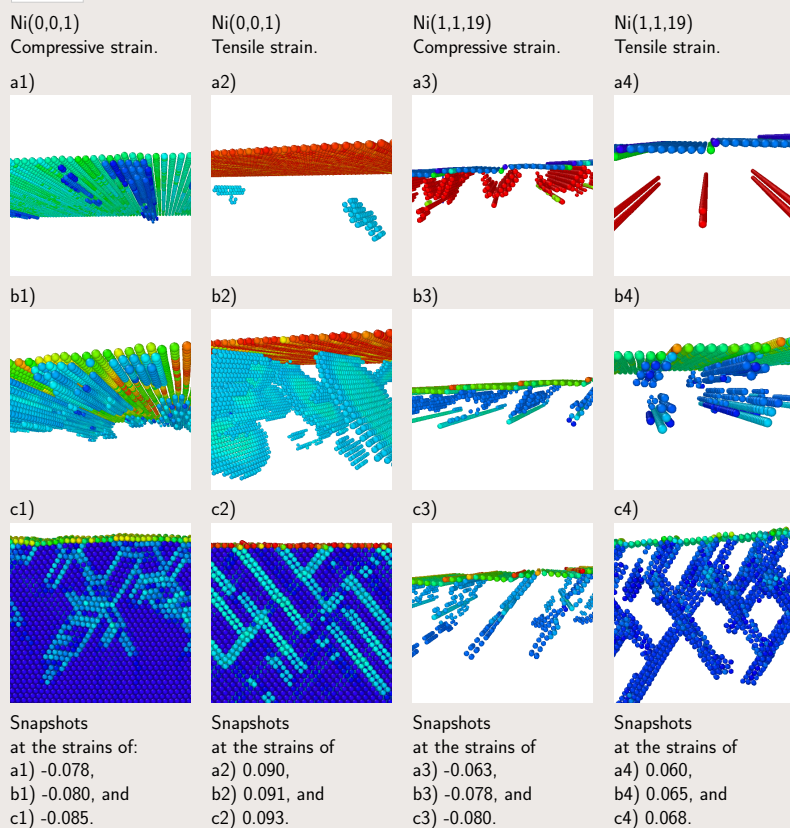 Ni(0,0,1)
Compressive strain.
Ni(0,0,1)
Tensile strain.
Ni(1,1,19)
Compressive strain.
Ni(1,1,19)
Tensile strain.
a1)
a2)
a3)
a4)
b1)
b2)
b3)
b4)
c1)
c2)
c3)
c4)
Snapshots
at the strains of:
a1) -0.078,
b1) -0.080, and
c1) -0.085.
Snapshots
at the strains of
a2) 0.090,
b2) 0.091, and
c2) 0.093.
Snapshots
at the strains of
a3) -0.063,
b3) -0.078, and
c3) -0.080.
Snapshots
at the strains of
a4) 0.060,
b4) 0.065, and
c4) 0.068.